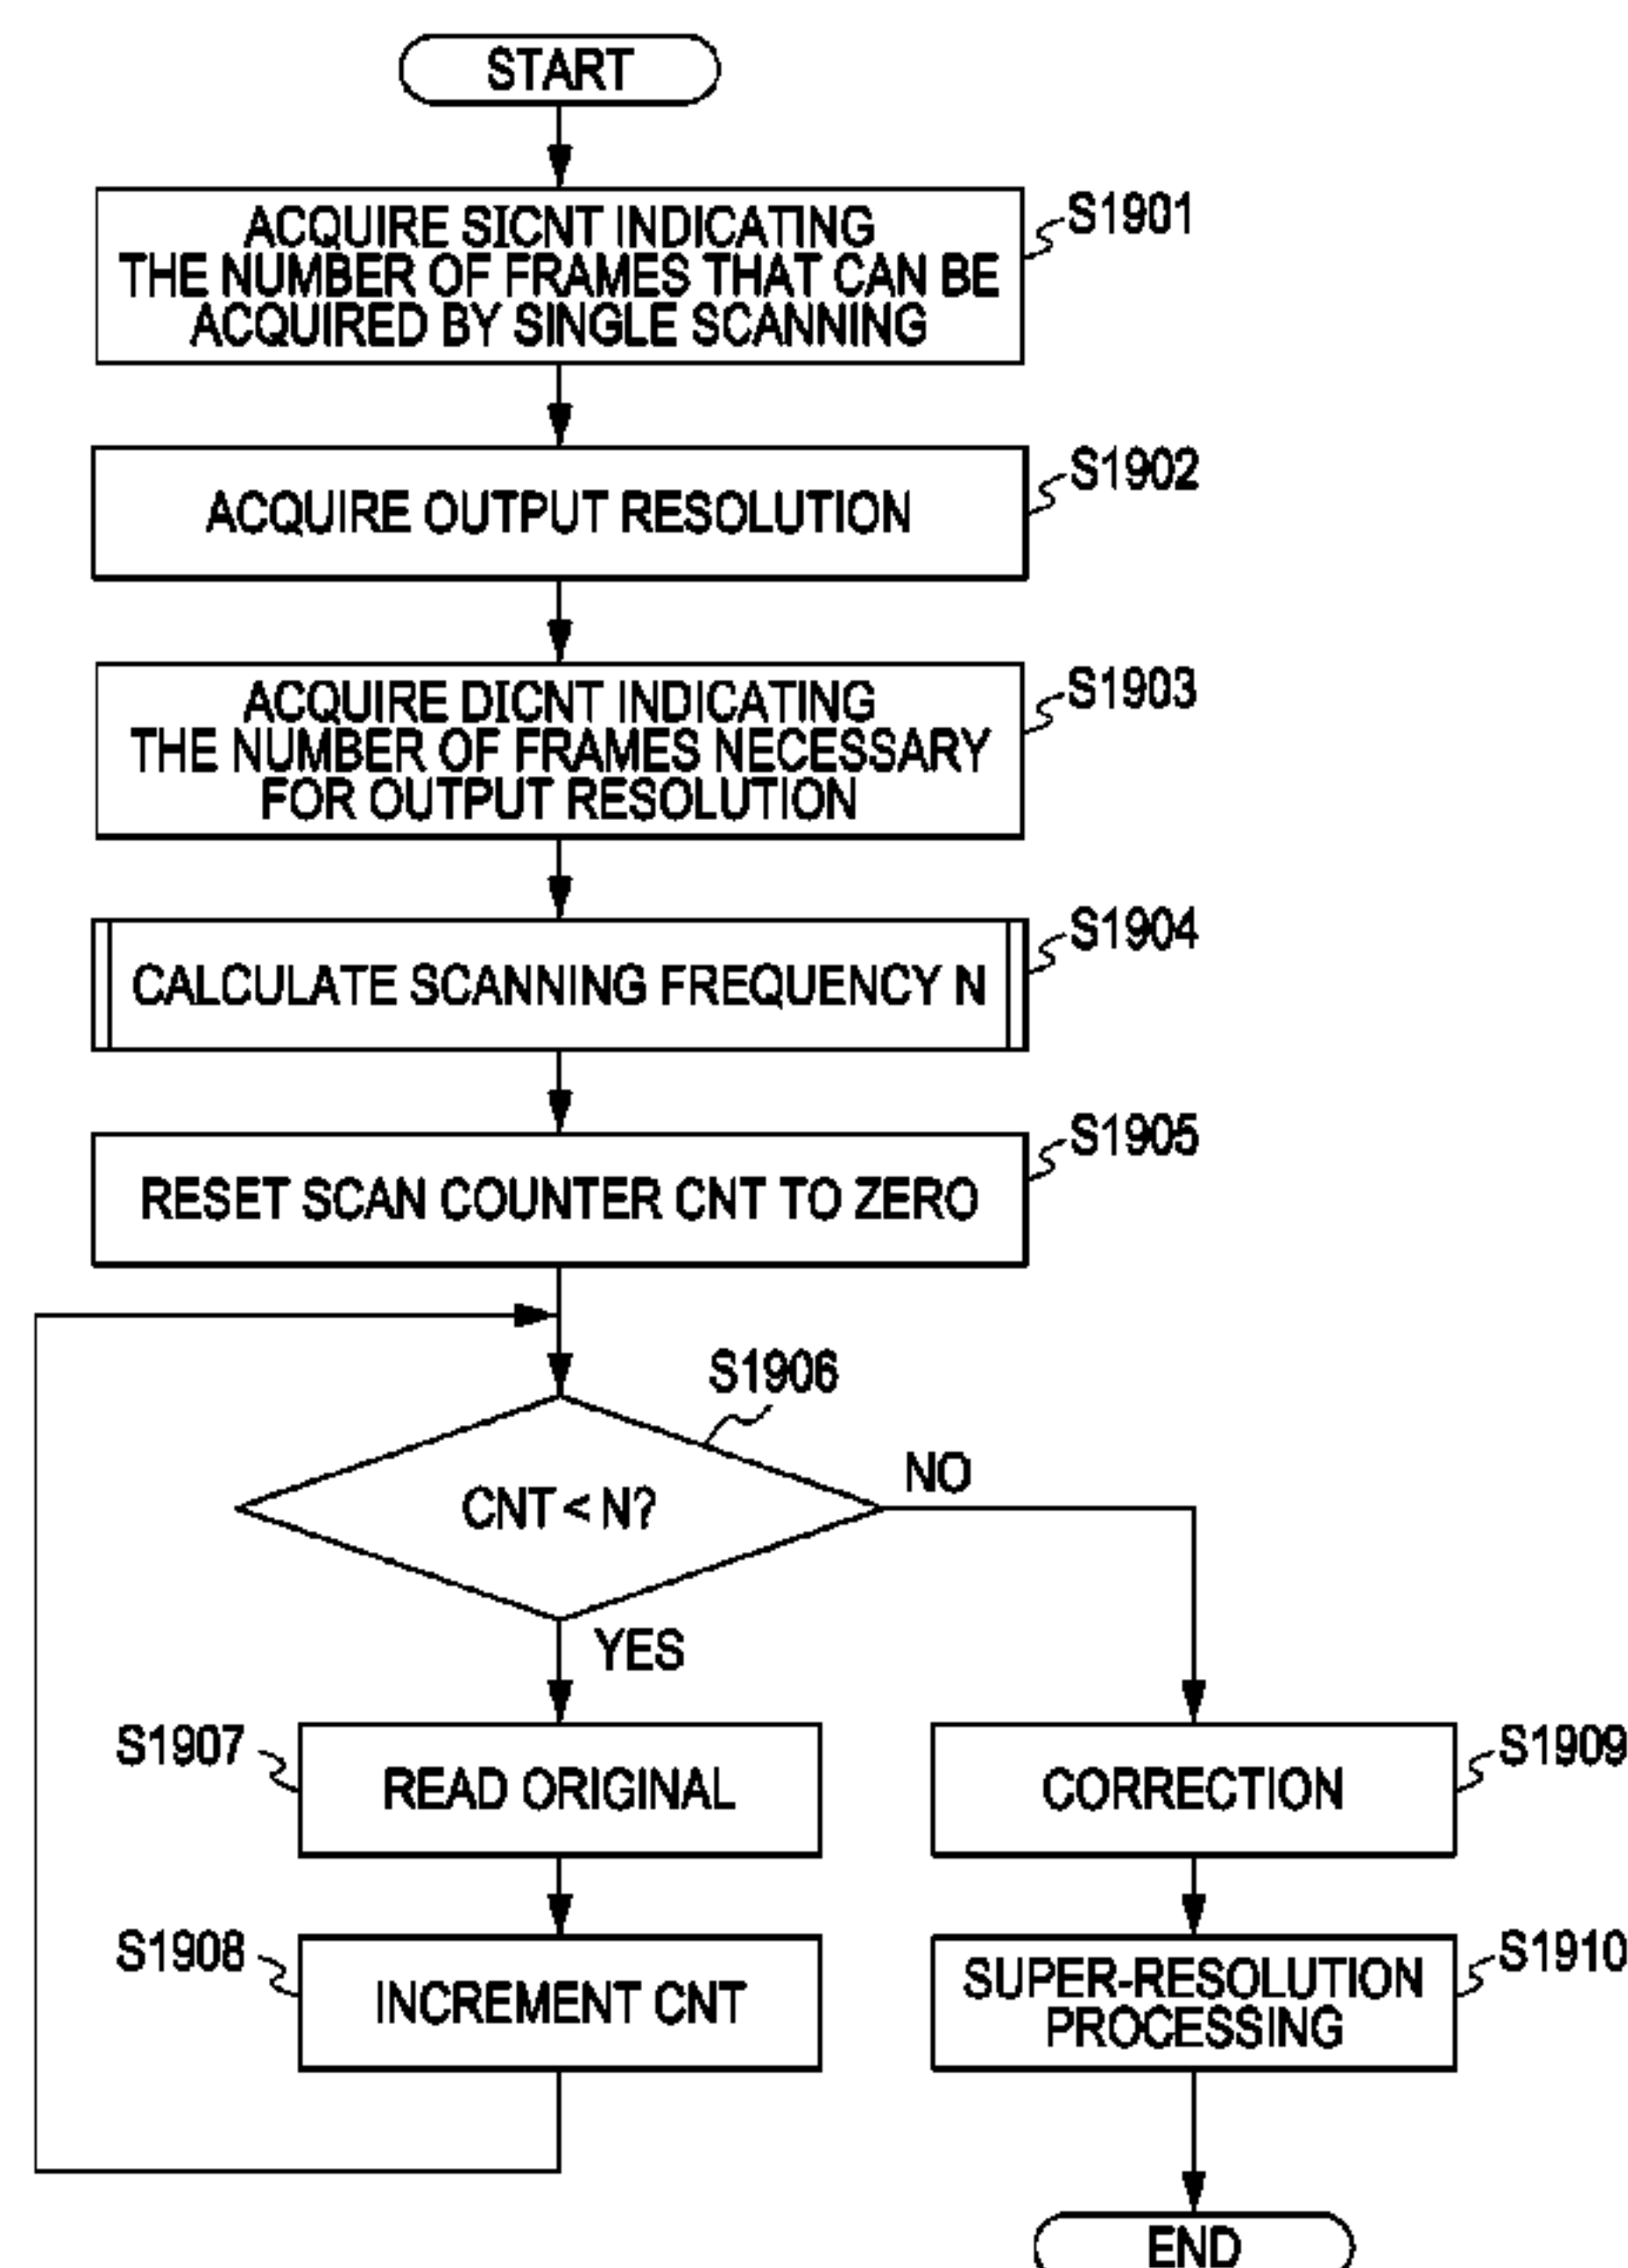 START
ACQUIRE SICNT INDICATING
THE NUMBER OF FRAMES THAT CAN BE
ACQUIRED BY SINGLE SCANNING
S1901
ACQUIRE OUTPUT RESOLUTION
S1902
ACQUIRE DICNT INDICATING
THE NUMBER OF FRAMES NECESSARY
FOR OUTPUT RESOLUTION
S1903
CALCULATE SCANNING FREQUENCY N
S1904
RESET SCAN COUNTER CNT TO ZERO
S1905
S1906
CNT < N?
NO
YES
S1907
READ ORIGINAL
CORRECTION
S1909
S1908
INCREMENT CNT
SUPER-RESOLUTION
PROCESSING
S1910
END